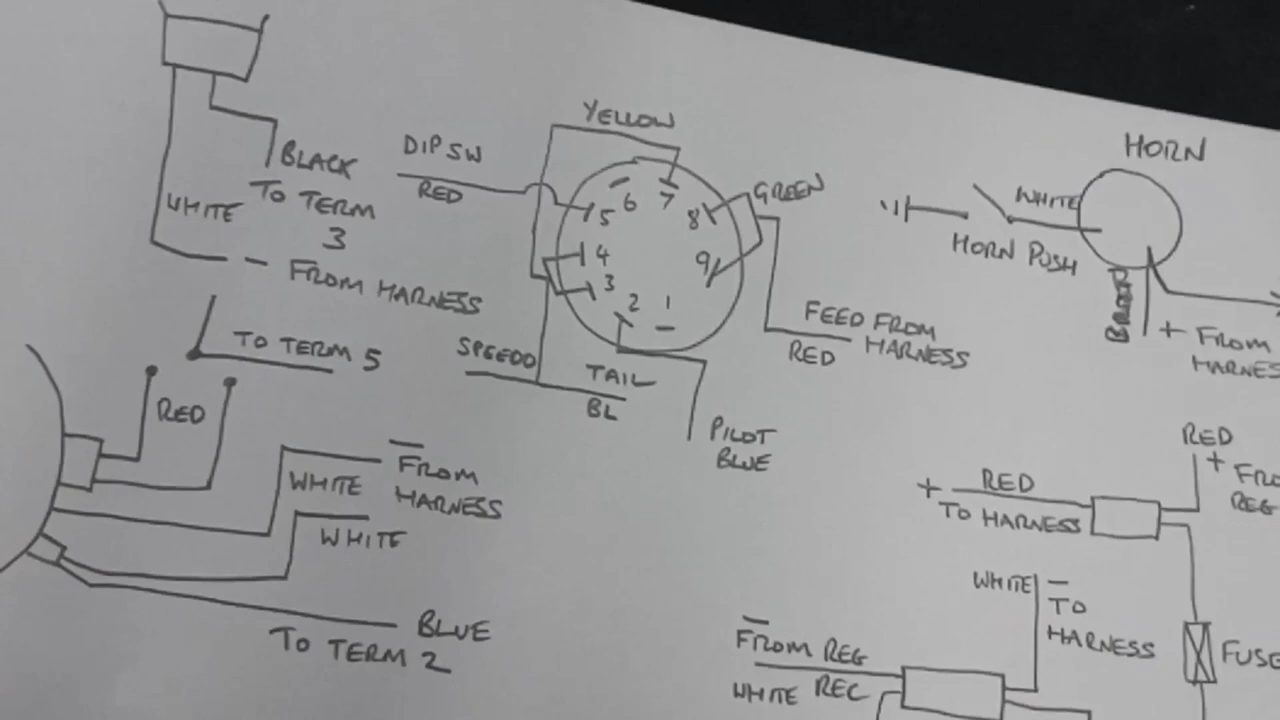 BLACK
TO TERM
3
WHITE
— FROM HARNESS
TO TERM 5
RED
— FROM
HARNESS
WHITE
WHITE
BLUE
TO TERM 2
YELLOW
DIP SW
RED
5
6
7
8
9
4
3
2
1
GREEN
FEED FROM
HARNESS
RED
SPEEDO
TAIL
BL
PILOT
BLUE
HORN
WHITE
HORN PUSH
+ FROM
HARNES
RED
+ FRO
REG
+ RED
TO HARNESS
WHITE —
TO
HARNESS
FUSE
— FROM REG
WHITE REC